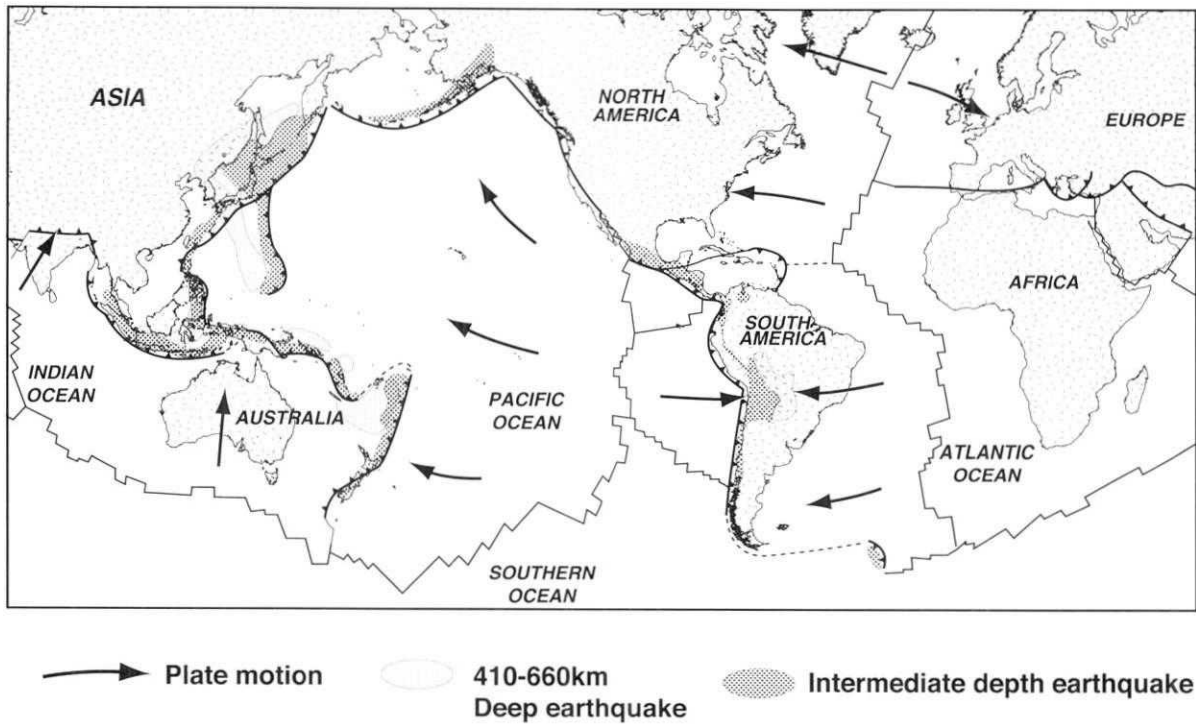 ASIA
NORTH
AMERICA
EUROPE
AFRICA
SOUTH
AMERICA
INDIAN
OCEAN
AUSTRALIA
PACIFIC
OCEAN
ATLANTIC
OCEAN
SOUTHERN
OCEAN
Plate motion
410-660km
Deep earthquake
Intermediate depth earthquake